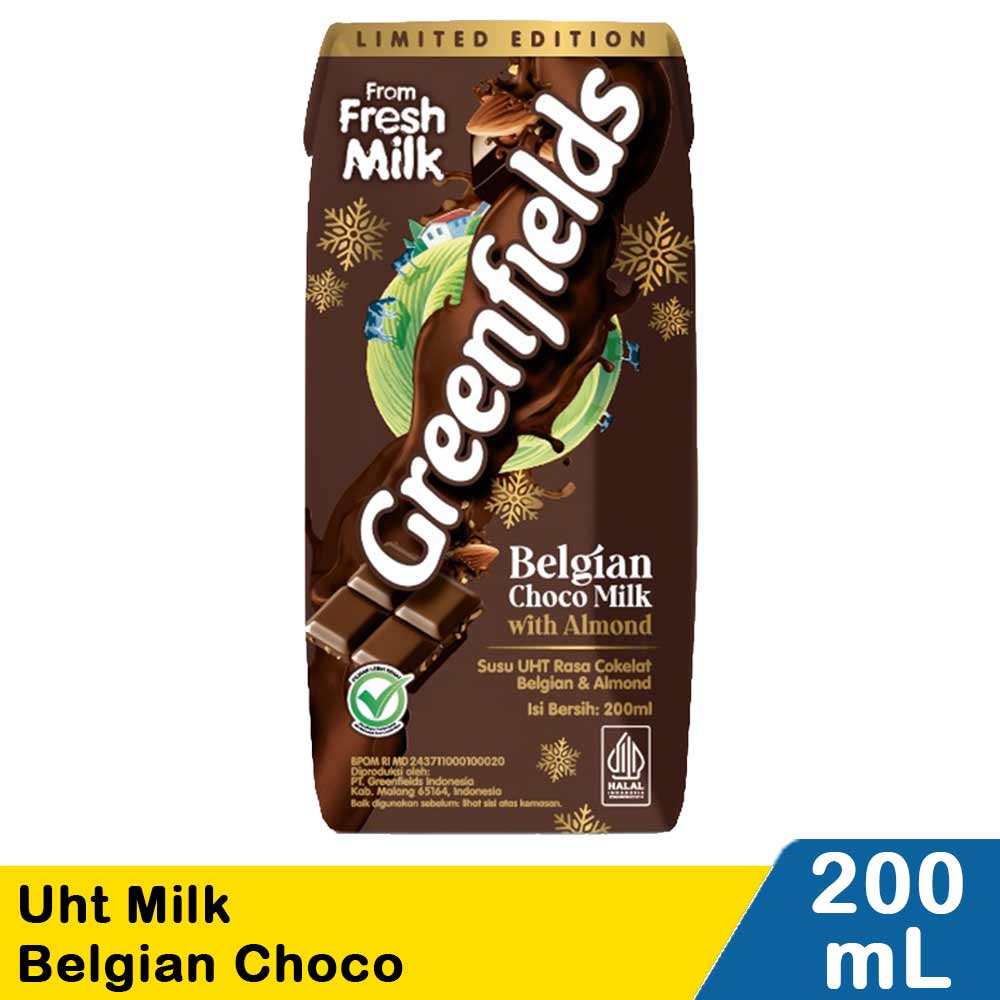 LIMITED EDITION
From
Fresh
Milk
Greenfields
Belgian
Choco Milk
with Almond
Susu UHT Rasa Cokelat
Belgian & Almond
Isi Bersih: 200ml
BPOM RI MD 243711000100020
Diproduksi oleh:
PT. Greenfields Indonesia
Kab. Malang 65164, Indonesia
Baik digunakan sebelum: lihat sisi atas kemasan.
HALAL
INDONESIA
Uht Milk
Belgian Choco
200
mL